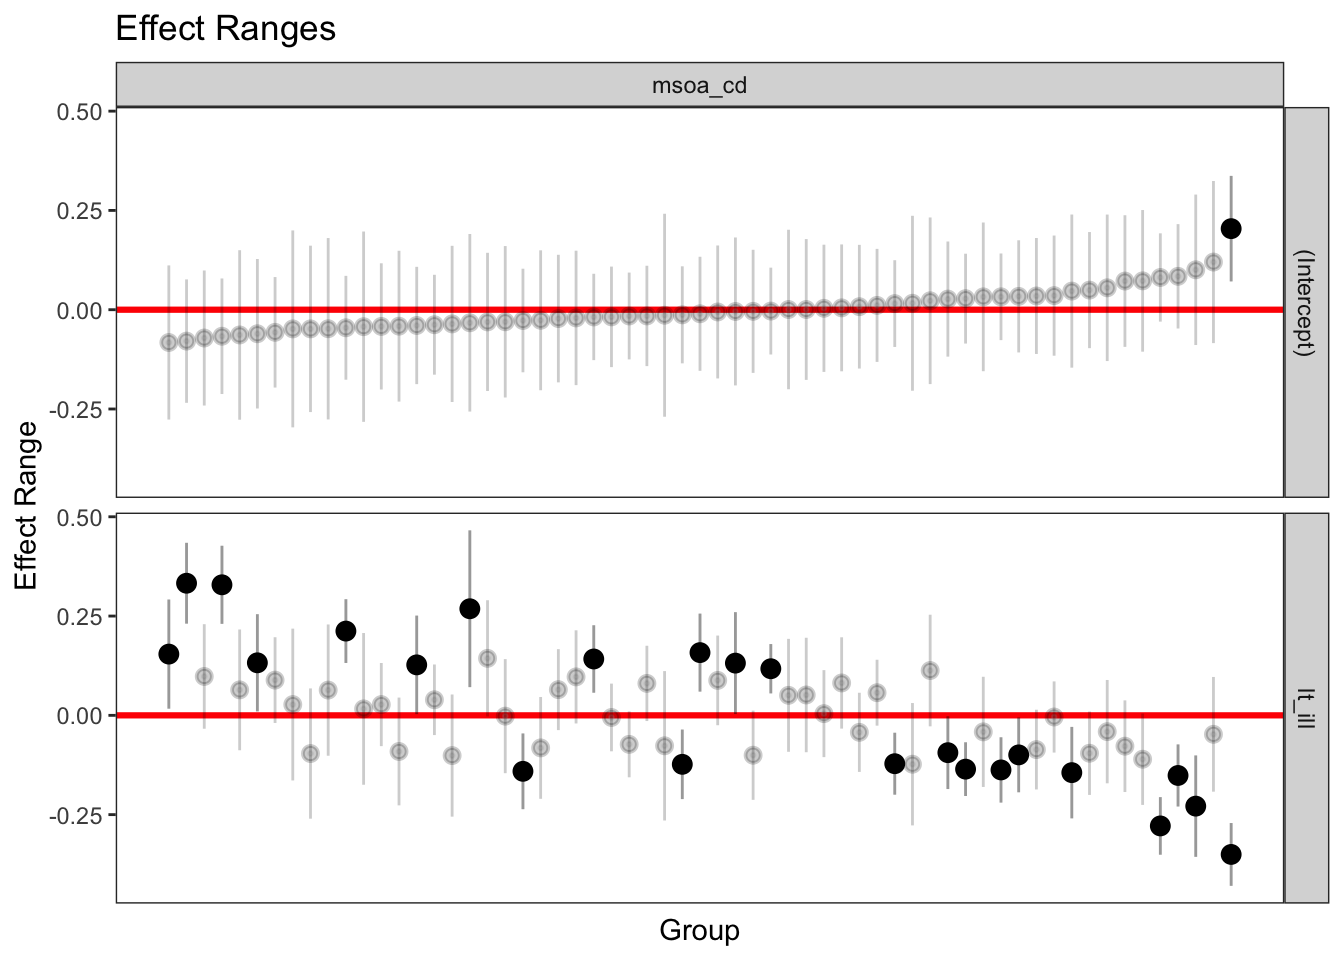 Effect Ranges
msoa_cd
0.50
0.25
0.00
-0.25
(Intercept)
0.50
0.25
0.00
-0.25
lt_ill
Effect Range
Group